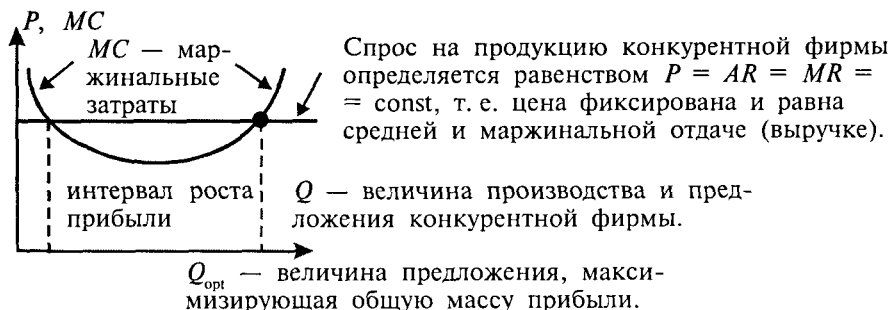 P, MC
MC — мар-
жинальные
затраты
Спрос на продукцию конкурентной фирмы
определяется равенством P = AR = MR =
= const, т. е. цена фиксирована и равна
средней и маржинальной отдаче (выручке).
интервал роста
прибыли
Q — величина производства и пред-
ложения конкурентной фирмы.
Qopt — величина предложения, макси-
мизирующая общую массу прибыли.